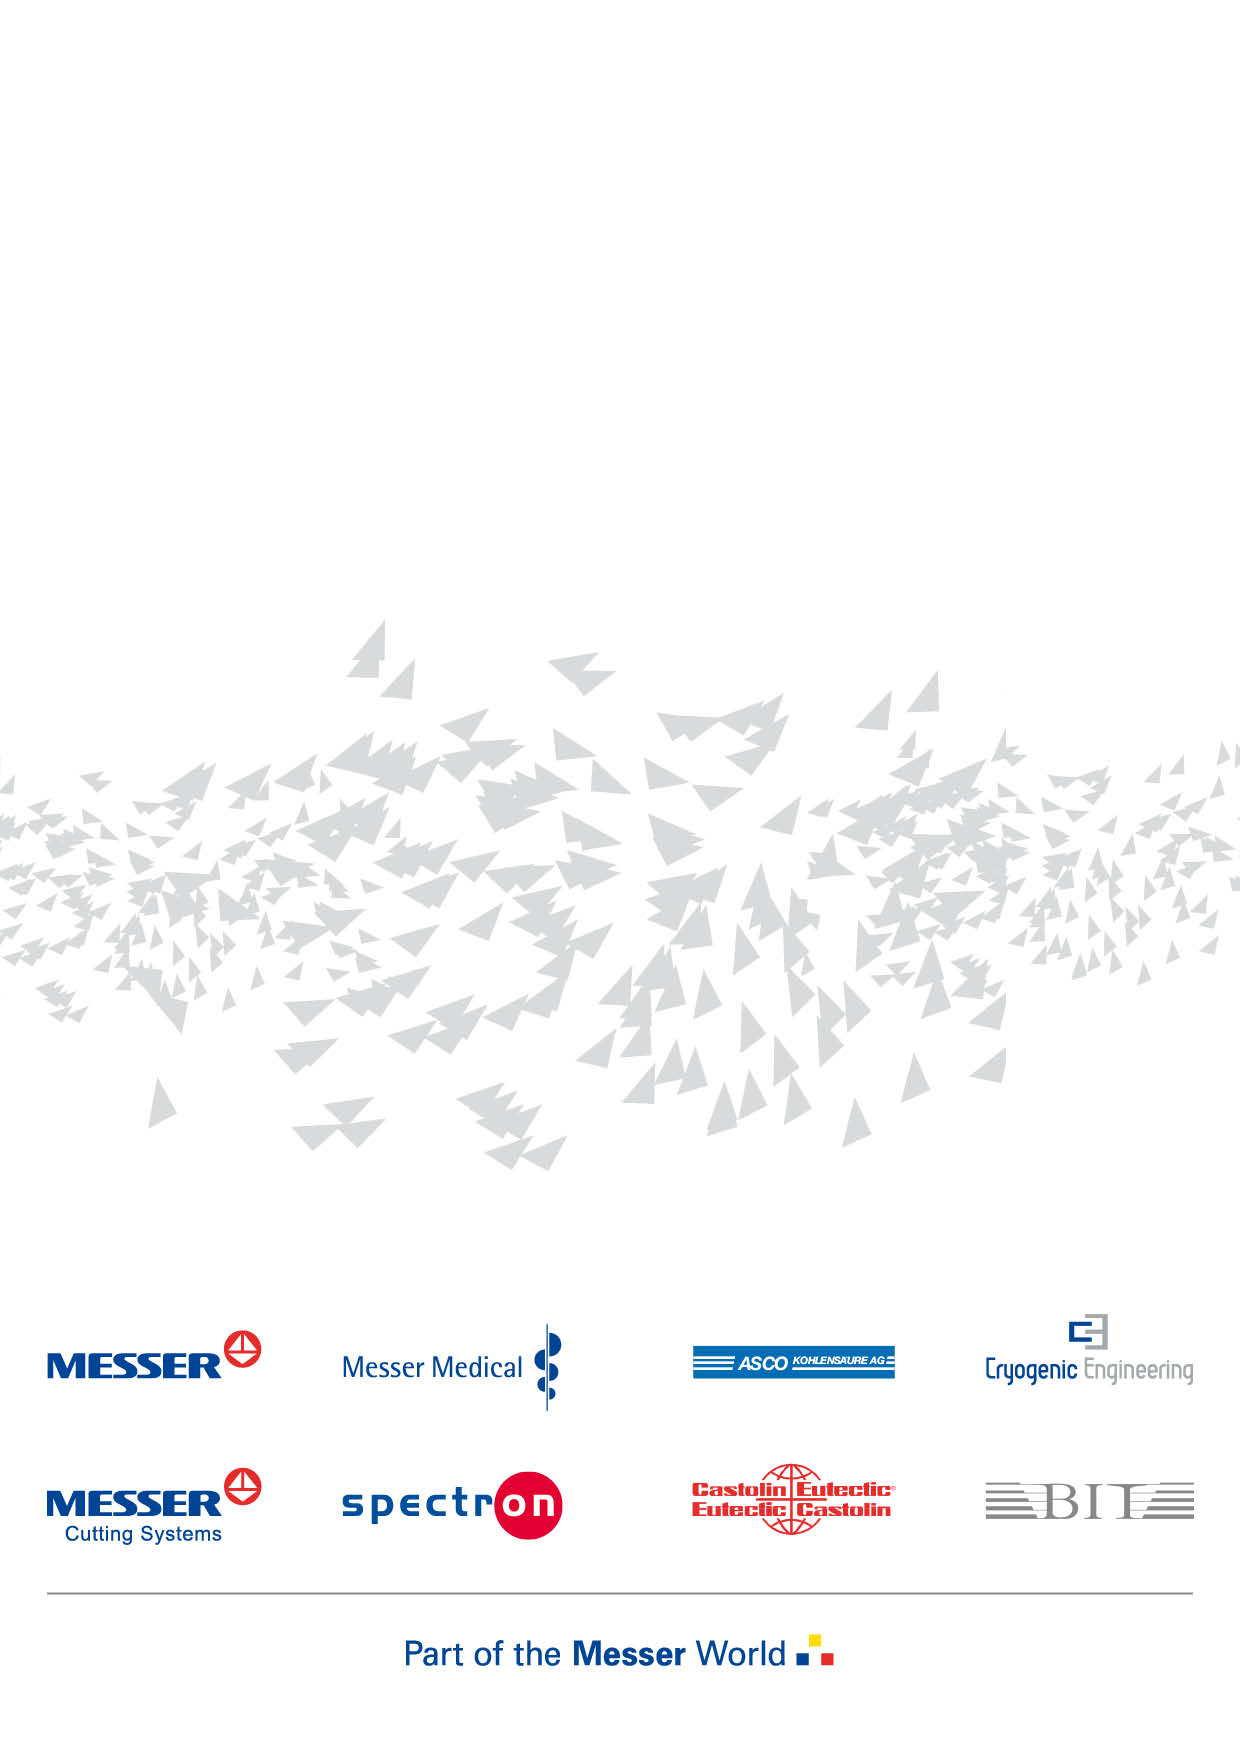 MESSER
Messer Medical
ASCO KOHLENSÄURE AG
Cryogenic Engineering
MESSER
Cutting Systems
spectron
Castolin Eutectic®
Eutectic Castolin
BIT
Part of the Messer World